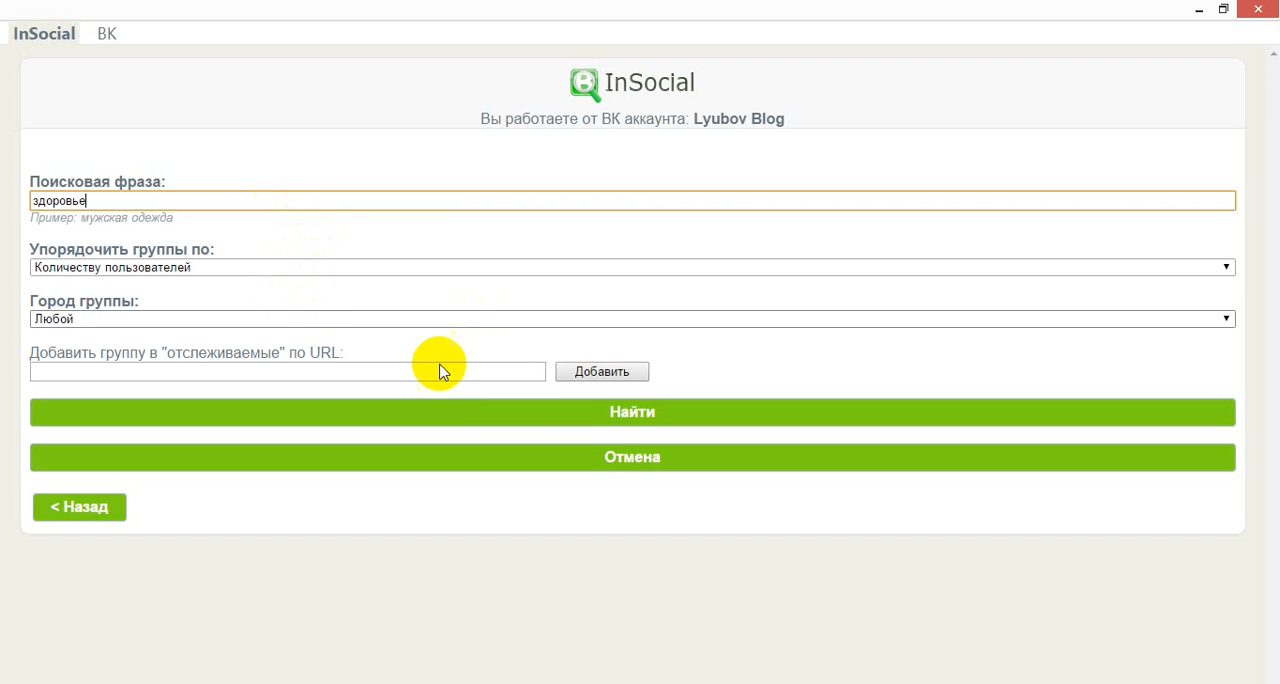 InSocial ВК
InSocial
Вы работаете от ВК аккаунта: Lyubov Blog
Поисковая фраза:
здоровье
Пример: мужская одежда
Упорядочить группы по:
Количеству пользователей
Город группы:
Любой
Добавить группу в "отслеживаемые" по URL:
Добавить
Найти
Отмена
< Назад